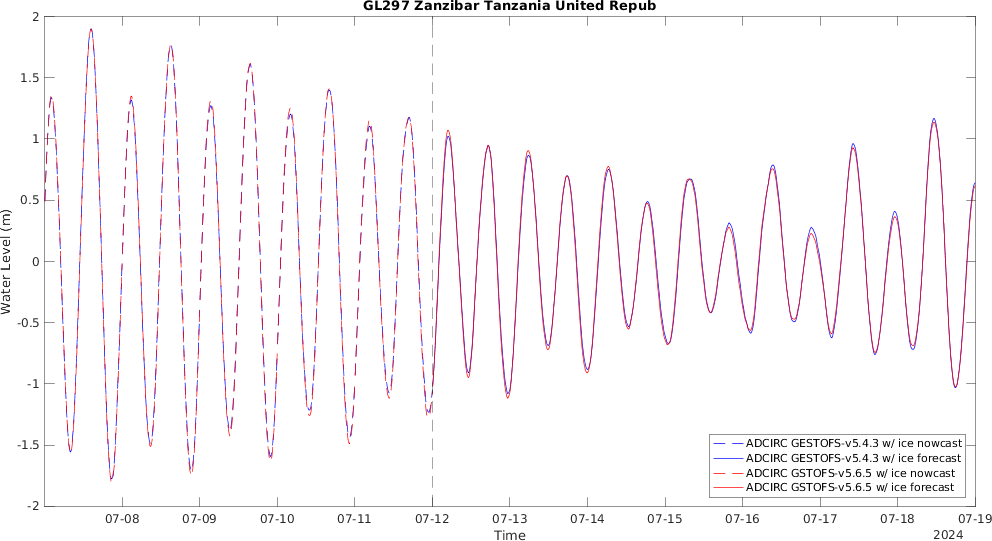 GL297 Zanzibar Tanzania United Repub
2
1.5
1
0.5
0
-0.5
-1
-1.5
-2
Water Level (m)
07-08 07-09 07-10 07-11 07-12 07-13 07-14 07-15 07-16 07-17 07-18 07-19
Time
2024
ADCIRC GESTOFS-v5.4.3 w/ ice nowcast
ADCIRC GESTOFS-v5.4.3 w/ ice forecast
ADCIRC GSTOFS-v5.6.5 w/ ice nowcast
ADCIRC GSTOFS-v5.6.5 w/ ice forecast